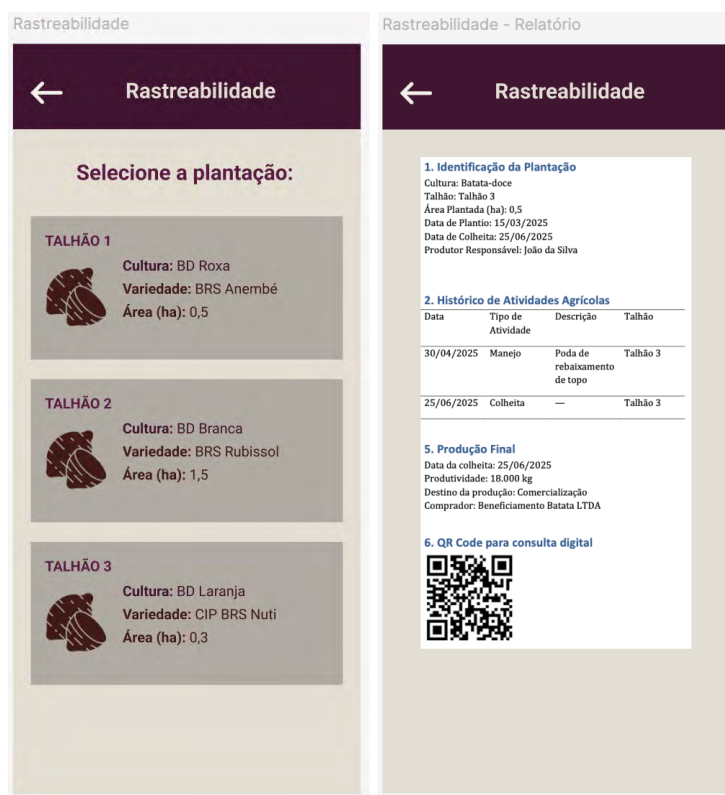 Rastreabilidade
Rastreabilidade
Selecione a plantação:
TALHÃO 1
Cultura: BD Roxa
Variedade: BRS Anembé
Área (ha): 0,5
TALHÃO 2
Cultura: BD Branca
Variedade: BRS Rubissol
Área (ha): 1,5
TALHÃO 3
Cultura: BD Laranja
Variedade: CIP BRS Nuti
Área (ha): 0,3
Rastreabilidade - Relatório
Rastreabilidade
1. Identificação da Plantação
Cultura: Batata-doce
Talhão: Talhão 3
Área Plantada (ha): 0,5
Data de Plantio: 15/03/2025
Data de Colheita: 25/06/2025
Produtor Responsável: João da Silva
2. Histórico de Atividades Agrícolas
Data Tipo de Descrição Talhão
Atividade
30/04/2025 Manejo Poda de Talhão 3
rebaixamento
de topo
25/06/2025 Colheita — Talhão 3
5. Produção Final
Data da colheita: 25/06/2025
Produtividade: 18.000 kg
Destino da produção: Comercialização
Comprador: Beneficiamento Batata LTDA
6. QR Code para consulta digital